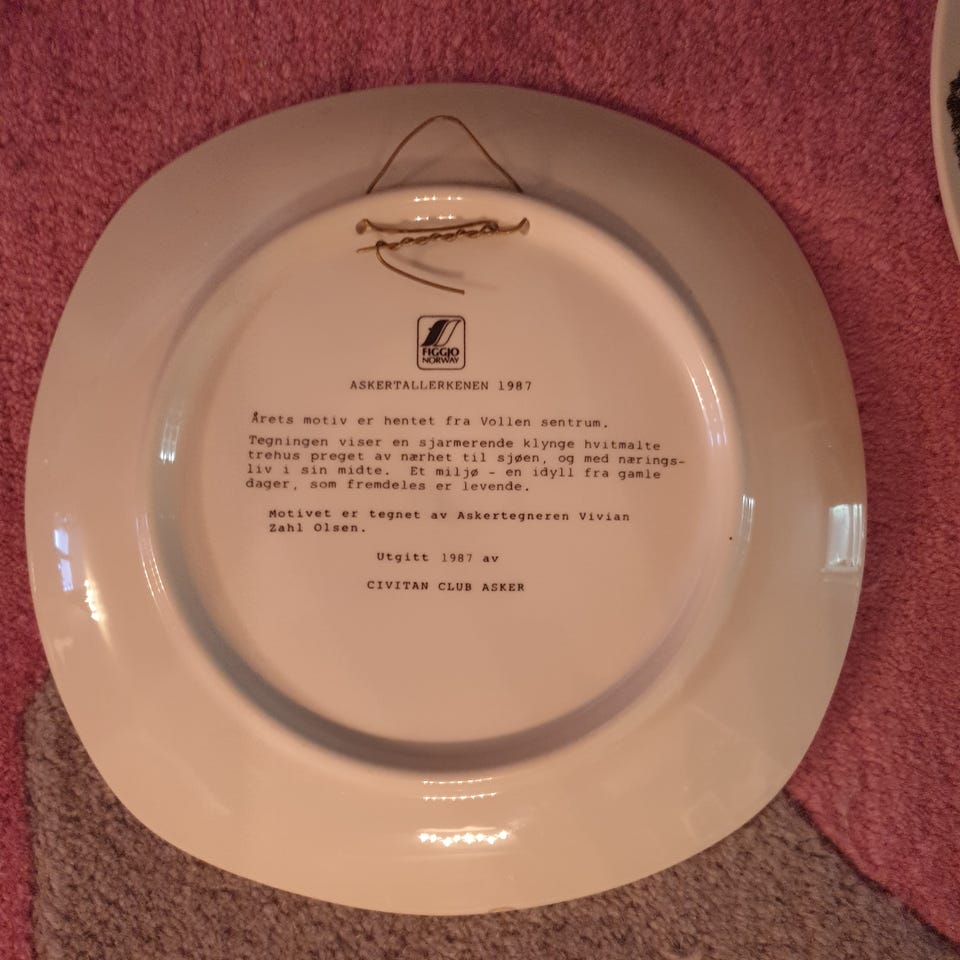 FIGGJO
NORWAY
ASKERTALLERKENEN 1987
Årets motiv er hentet fra Vollen sentrum.
Tegningen viser en sjarmerende klynge hvitmalte
trehus preget av nærhet til sjøen, og med nærings-
liv i sin midte. Et miljø - en idyll fra gamle
dager, som fremdeles er levende.
Motivet er tegnet av Askertegneren Vivian
Zahl Olsen.
Utgitt 1987 av
CIVITAN CLUB ASKER